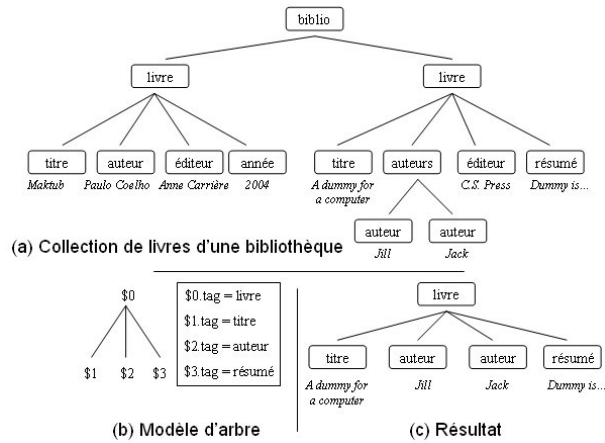 biblio
livre
livre
titre auteur éditeur année
Maktub Paulo Coelho Anne Carrière 2004
titre auteurs éditeur résumé
A dummy for a computer
C.S. Press Dummy is...
auteur auteur
Jill Jack
(a) Collection de livres d'une bibliothèque
$0
$1 $2 $3
$0.tag = livre
$1.tag = titre
$2.tag = auteur
$3.tag = résumé
(b) Modèle d'arbre
livre
titre auteur auteur résumé
A dummy for a computer
Jill Jack Dummy is...
(c) Résultat